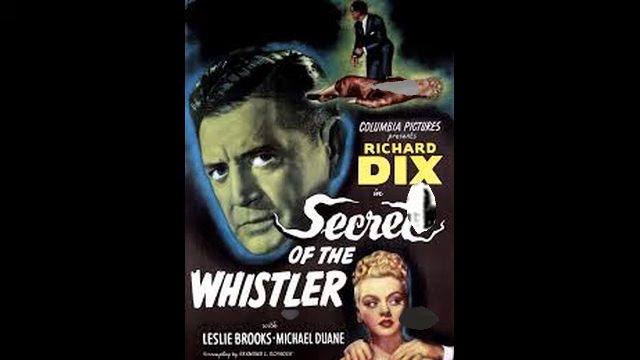 COLUMBIA PICTURES
presents
RICHARD
DIX
in
Secret
OF THE
WHISTLER
with
LESLIE BROOKS · MICHAEL DUANE